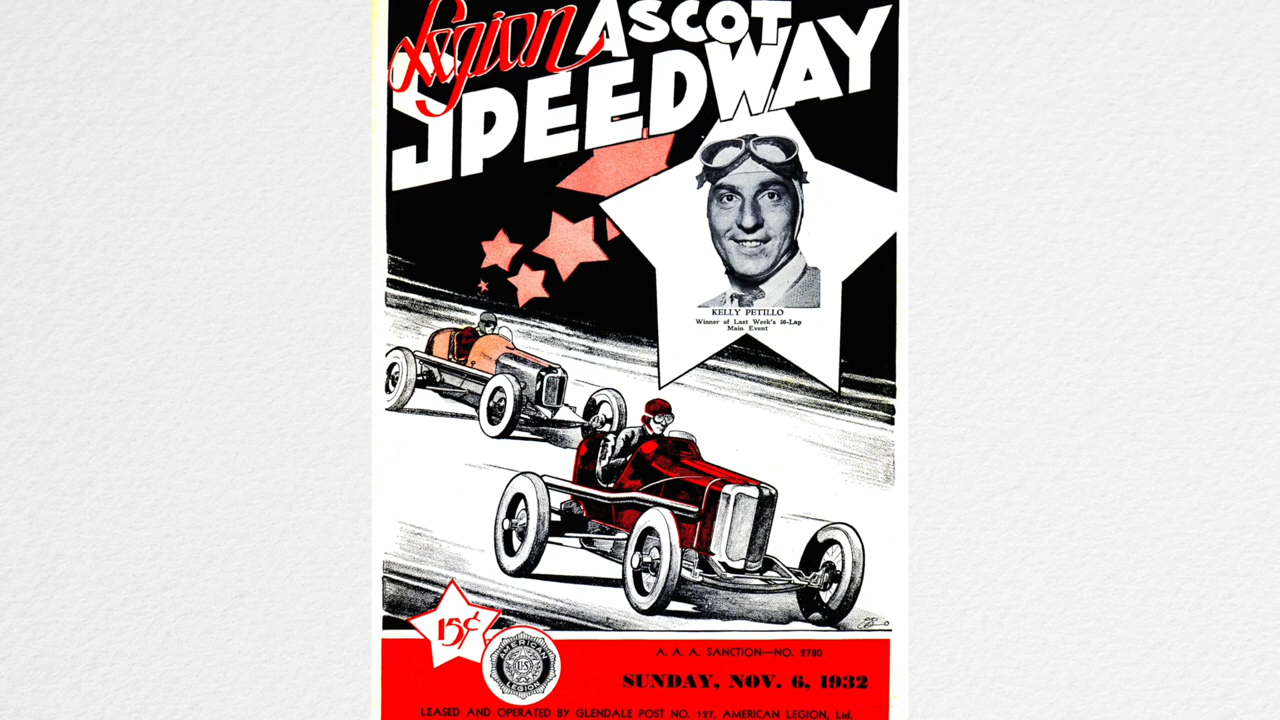 Legion ASCOT
SPEEDWAY
KELLY PETILLO
Winner of Last Week's 50-Lap
Main Event
15¢
AMERICAN
U.S
LEGION
A. A. A. SANCTION—NO. 2780
SUNDAY, NOV. 6, 1932
LEASED AND OPERATED BY GLENDALE POST NO. 127, AMERICAN LEGION, Ltd.